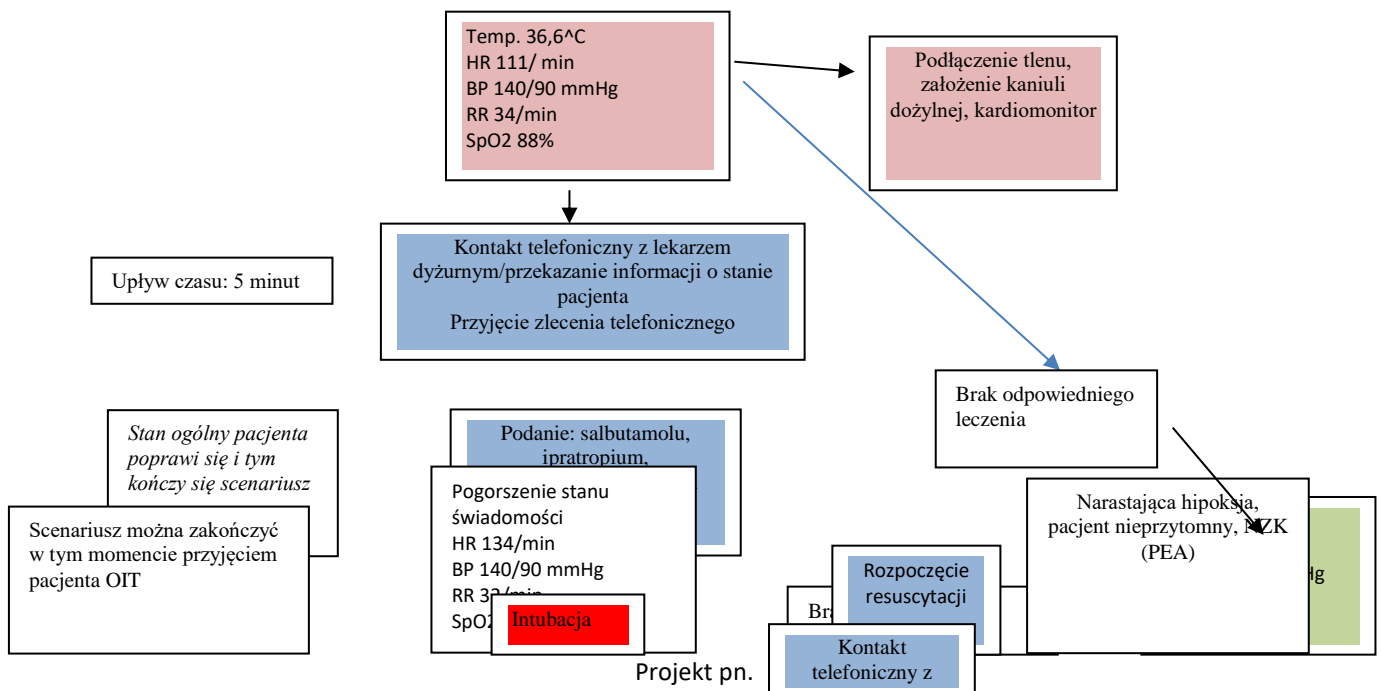 Temp. 36,6^C
HR 111/ min
BP 140/90 mmHg
RR 34/min
SpO2 88%
Podłączenie tlenu,
założenie kaniuli
dożylnej, kardiomonitor
Kontakt telefoniczny z lekarzem
dyżurnym/przekazanie informacji o stanie
pacjenta
Przyjęcie zlecenia telefonicznego
Upływ czasu: 5 minut
Brak odpowiedniego
leczenia
Stan ogólny pacjenta
poprawi się i tym
kończy się scenariusz
Scenariusz można zakończyć
w tym momencie przyjęciem
pacjenta OIT
Podanie: salbutamolu,
ipratropium,
Pogorszenie stanu
świadomości
HR 134/min
BP 140/90 mmHg
RR
Intubacja
Narastająca hipoksja,
pacjent nieprzytomny, NZK
(PEA)
Rozpoczęcie
resuscytacji
Kontakt
telefoniczny z
Projekt pn.